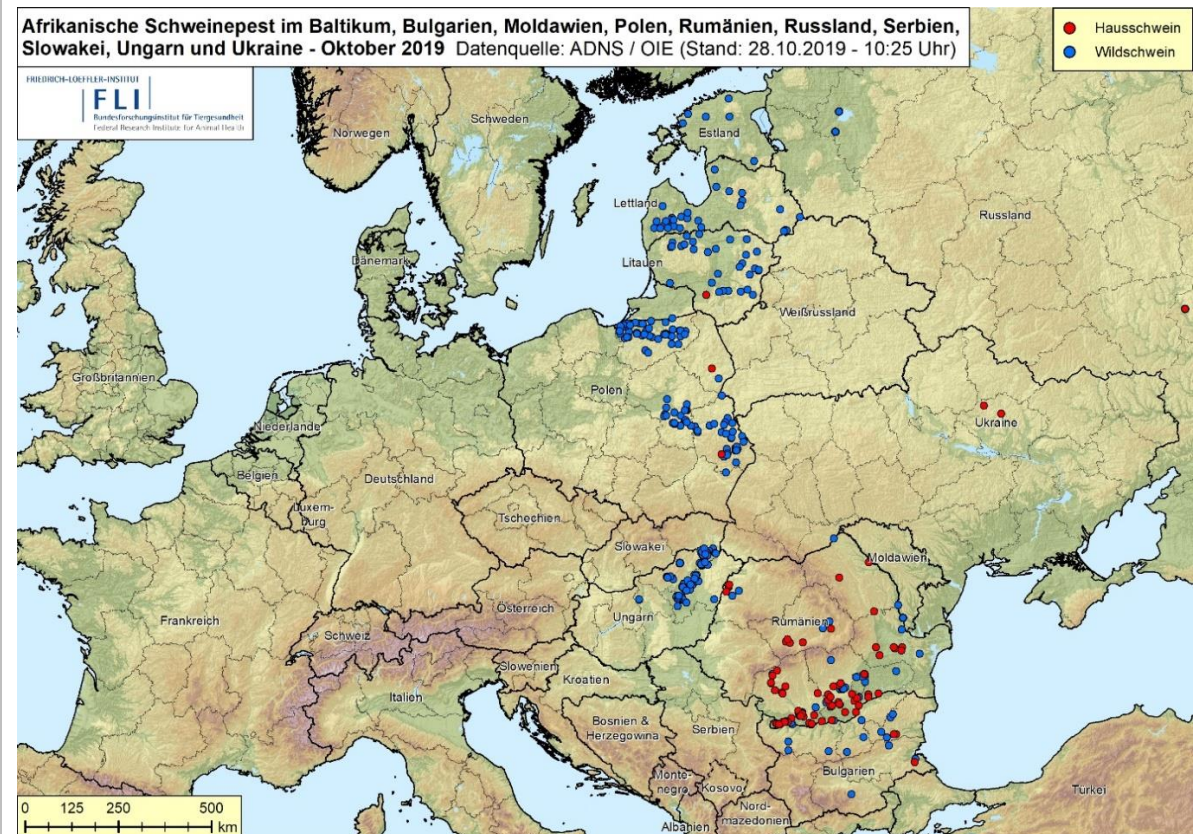 Afrikanische Schweinepest im Baltikum, Bulgarien, Moldawien, Polen, Rumänien, Russland, Serbien,
Slowakei, Ungarn und Ukraine - Oktober 2019 Datenquelle: ADNS / OIE (Stand: 28.10.2019 - 10:25 Uhr)
Hausschwein
Wildschwein
FRIEDRICH-LOEFFLER-INSTITUT
FLI
Bundesforschungsinstitut für Tiergesundheit
Federal Research Institute for Animal Health
Norwegen
Schweden
Estland
Lettland
Russland
Dänemark
Litauen
Weißrussland
Großbritannien
Polen
Niederlande
Ukraine
Belgien
Deutschland
Luxem-
burg
Tschechien
Slowakei
Moldawien
Österreich
Ungarn
Frankreich
Rumänien
Schweiz
Slowenien
Kroatien
Italien
Bosnien &
Herzegowina
Serbien
Bulgarien
Monte-
negro
Kosovo
Türkei
Nord-
mazedonien
Albanien
0 125 250 500
km